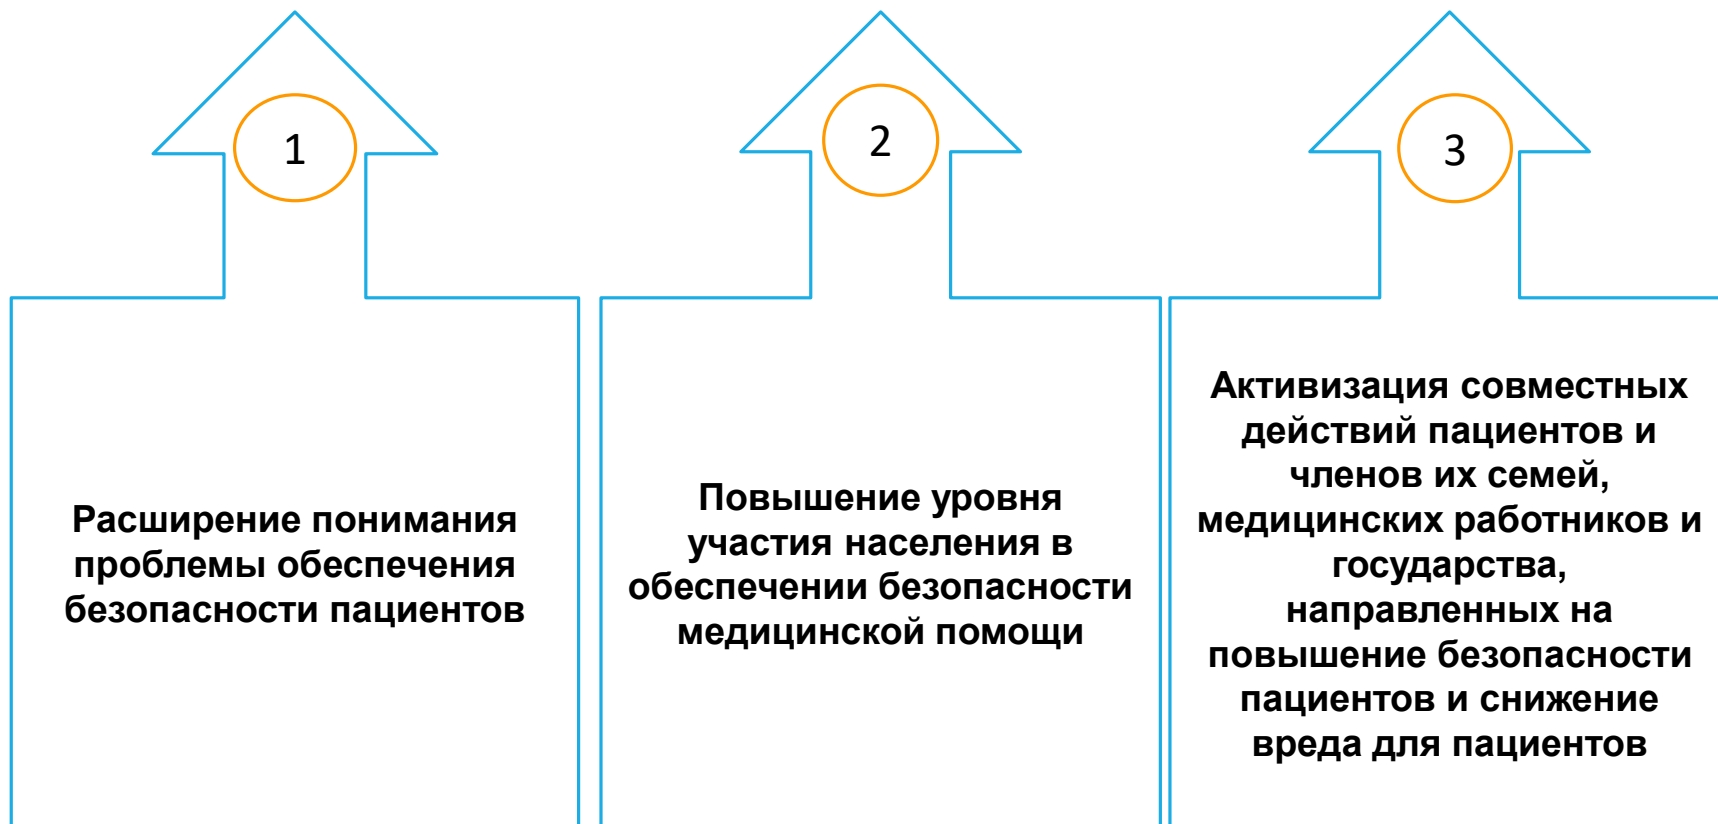 1
Расширение понимания
проблемы обеспечения
безопасности пациентов
2
Повышение уровня
участия населения в
обеспечении безопасности
медицинской помощи
3
Активизация совместных
действий пациентов и
членов их семей,
медицинских работников и
государства,
направленных на
повышение безопасности
пациентов и снижение
вреда для пациентов